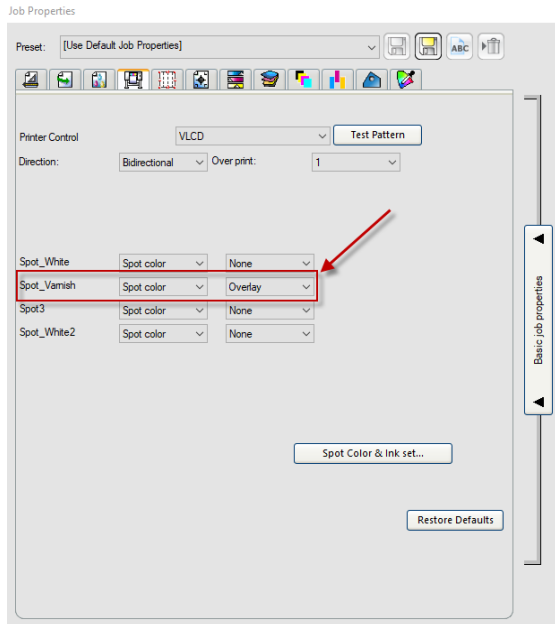 Job Properties
Preset: [Use Default Job Properties] ABC
Printer Control VLCD Test Pattern
Direction: Bidirectional Over print: 1
Spot_White Spot color None
Spot_Varnish Spot color Overlay
Spot3 Spot color None
Spot_White2 Spot color None
Basic job properties
Spot Color & Ink set...
Restore Defaults